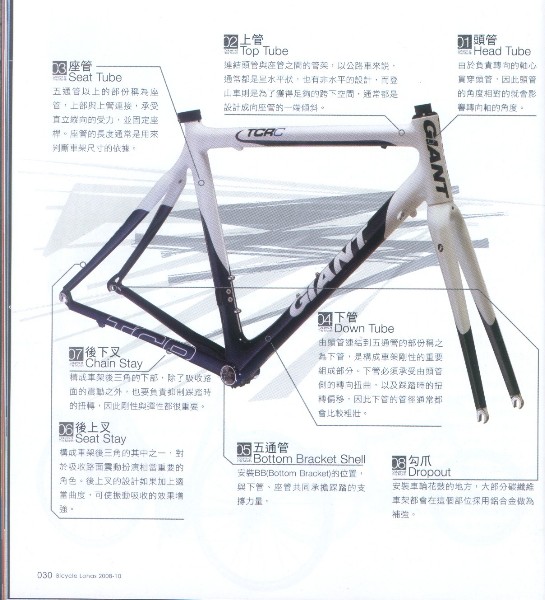 03 座管
Seat Tube
五通管以上的部份稱為座
管，上部與上管連接，承受
直立縱向的受力，並固定座
桿。座管的長度通常是用來
判斷車架尺寸的依據。
02 上管
Top Tube
連結頭管與座管之間的管架，以公路車來說，
通常都是呈水平狀，也有非水平的設計，而登
山車則是為了獲得足夠的跨下空間，通常都是
設計成向座管的一端傾斜。
01 頭管
Head Tube
由於負責轉向的軸心
貫穿頭管，因此頭管
的角度相對的就會影
響轉向軸的角度。
TCRC
GIANT
GIANT
TCR
04 下管
Down Tube
由頭管連結到五通管的部份稱之
為下管，是構成車架剛性的重要
組成部分。下管必須承受由頭管
側的轉向扭曲，以及踩踏時的扭
轉偏移，因此下管的管徑通常都
會比較粗壯。
07 後下叉
Chain Stay
構成車架後三角的下部，除了吸收路
面的震動之外，也要負責抑制踩踏時
的扭轉，因此剛性與彈性都很重要。
06 後上叉
Seat Stay
構成車架後三角的其中之一，對
於吸收路面震動扮演相當重要的
角色。後上叉的設計如果加上適
當曲度，可使振動吸收的效果增
強。
05 五通管
Bottom Bracket Shell
安裝BB(Bottom Bracket)的位置，
與下管、座管共同承擔踩踏的支
撐力量。
08 勾爪
Dropout
安裝車輪花鼓的地方，大部分碳纖維
車架都會在這個部位採用鋁合金做為
補強。
030 Bicycle Lohas 2008-10